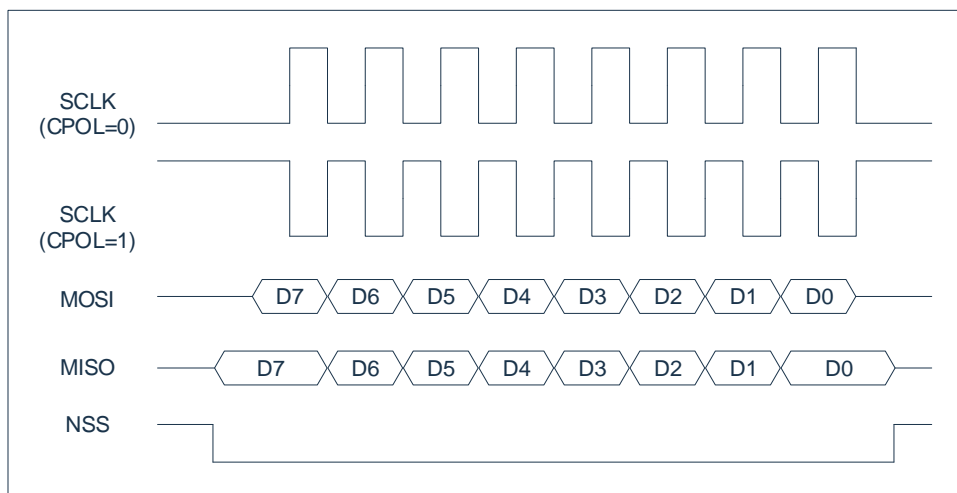 SCLK
(CPOL=0)
SCLK
(CPOL=1)
MOSI
D7 D6 D5 D4 D3 D2 D1 D0
MISO
D7 D6 D5 D4 D3 D2 D1 D0
NSS